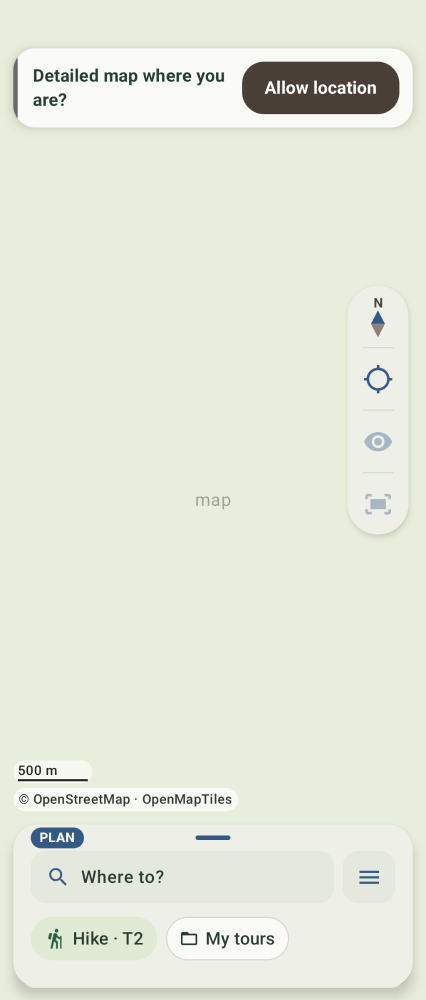 Detailed map where you
are?
Allow location
N
map
500 m
© OpenStreetMap · OpenMapTiles
PLAN
Where to?
Hike · T2
My tours